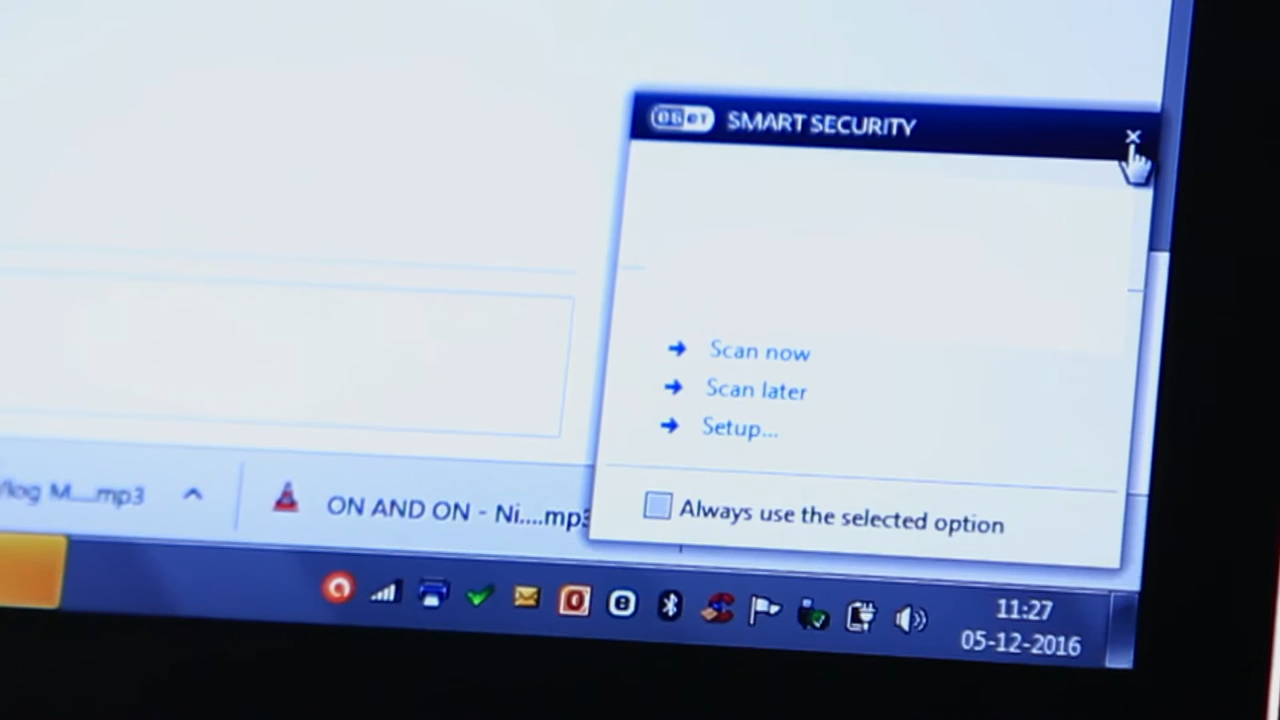 eseT SMART SECURITY
Scan now
Scan later
Setup...
Always use the selected option
log M....mp3
ON AND ON - Ni....mp3
11:27
05-12-2016